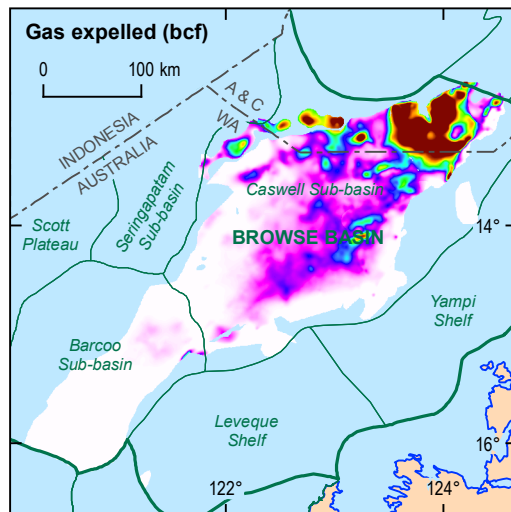 Gas expelled (bcf)
0
100 km
A & C
WA
INDONESIA
AUSTRALIA
Caswell Sub-basin
Seringapatam
Sub-basin
Scott
Plateau
14°
BROWSE BASIN
Yampi
Shelf
Barcoo
Sub-basin
Leveque
Shelf
16°
122°
124°